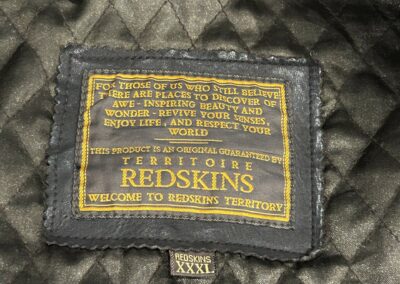 FOR THOSE OF US WHO STILL BELIEVE
THERE ARE PLACES TO DISCOVER OF
AWE - INSPIRING BEAUTY AND
WONDER - REVIVE YOUR SENSES,
ENJOY LIFE, AND RESPECT YOUR
WORLD
THIS PRODUCT IS AN ORIGINAL GUARANTEED BY
TERRITOIRE
REDSKINS
WELCOME TO REDSKINS TERRITORY
REDSKINS
XXXL